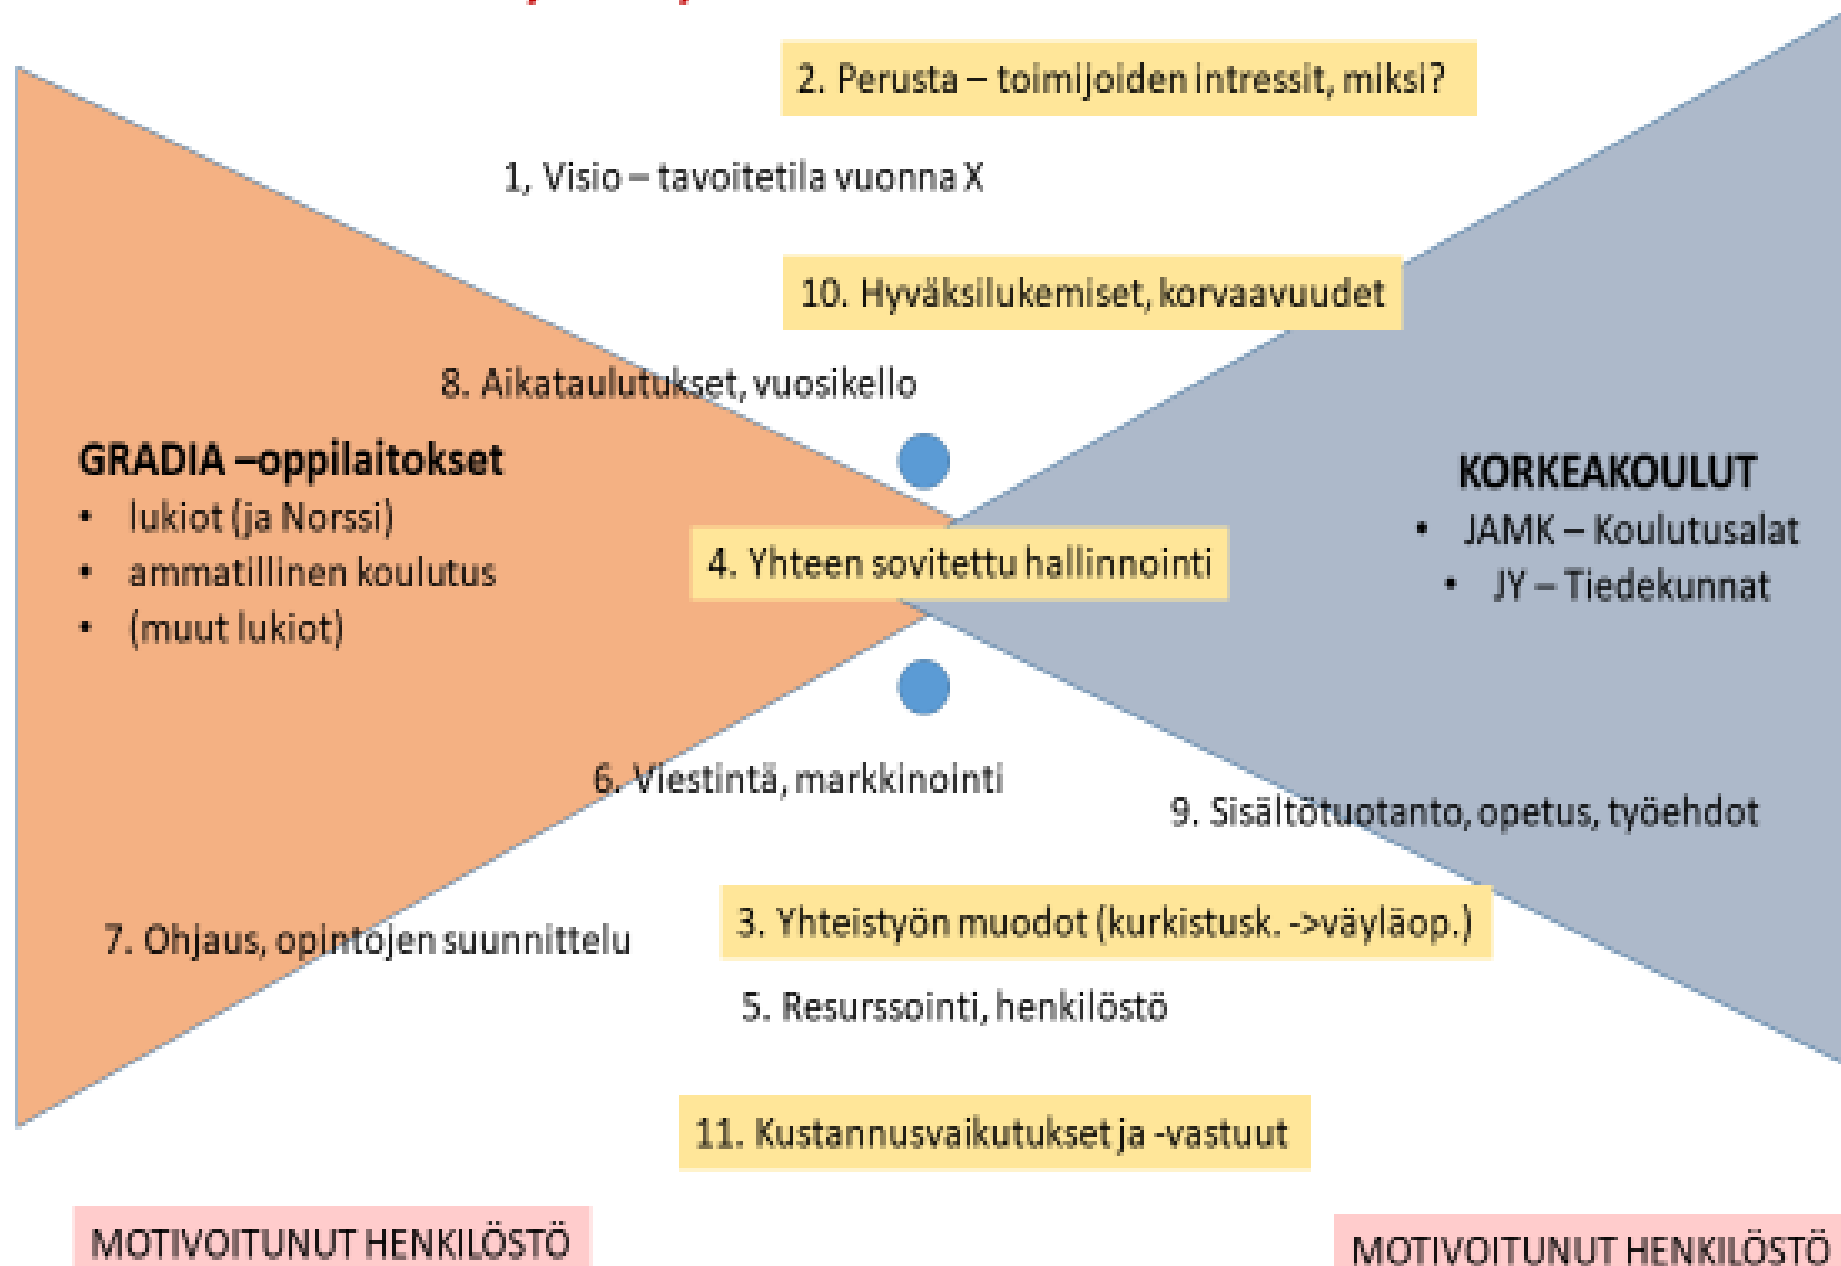 2. Perusta – toimijoiden intressit, miksi?
1, Visio – tavoitetila vuonna X
10. Hyväksilukemiset, korvaavuudet
8. Aikataulutukset, vuosikello
GRADIA –oppilaitokset
• lukiot (ja Norssi)
• ammatillinen koulutus
• (muut lukiot)
4. Yhteen sovitettu hallinnointi
KORKEAKOULUT
• JAMK – Koulutusalat
• JY – Tiedekunnat
6. Viestintä, markkinointi
9. Sisältötuotanto, opetus, työehdot
7. Ohjaus, opintojen suunnittelu
3. Yhteistyön muodot (kurkistusk. ->väyläop.)
5. Resurssointi, henkilöstö
11. Kustannusvaikutukset ja -vastuut
MOTIVOITUNUT HENKILÖSTÖ
MOTIVOITUNUT HENKILÖSTÖ